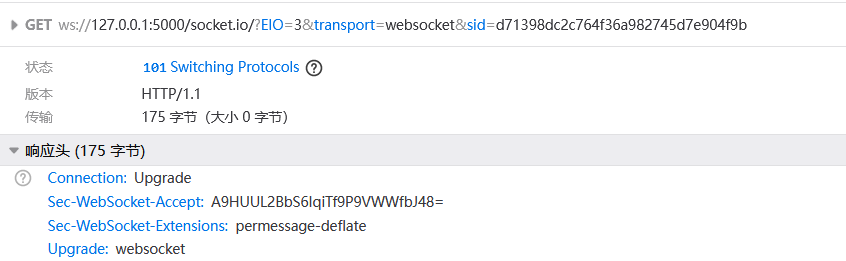 GET ws://127.0.0.1:5000/socket.io/?EIO=3&transport=websocket&sid=d71398dc2c764f36a982745d7e904f9b
状态 101 Switching Protocols ?
版本 HTTP/1.1
传输 175 字节（大小 0 字节）
响应头 (175 字节)
? Connection: Upgrade
Sec-WebSocket-Accept: A9HUUL2BbS6IqiTf9P9VWWfbJ48=
Sec-WebSocket-Extensions: permessage-deflate
Upgrade: websocket